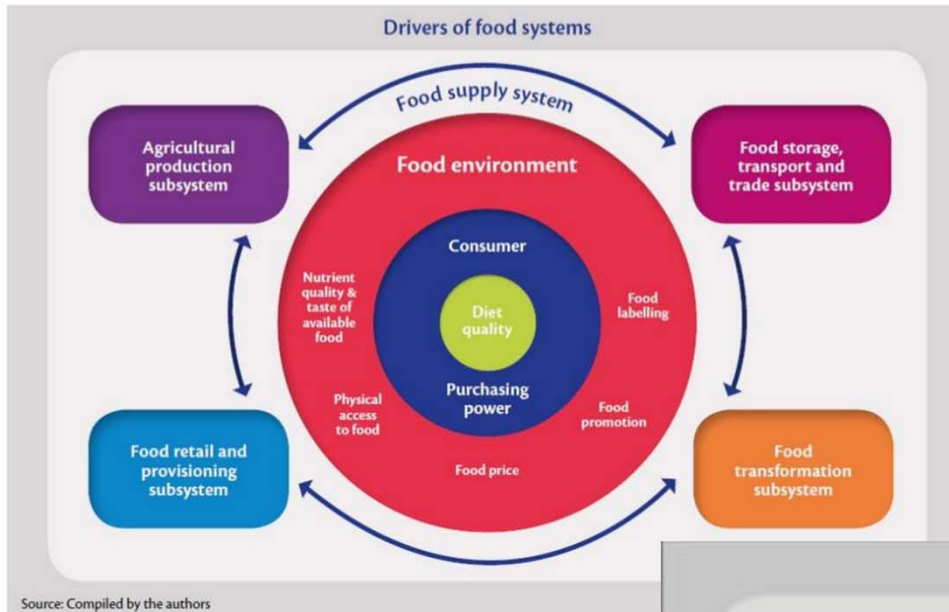 Drivers of food systems
Food supply system
Agricultural
production
subsystem
Food storage,
transport and
trade subsystem
Food environment
Consumer
Nutrient
quality &
taste of
available
food
Diet
quality
Food
labelling
Physical
access
to food
Purchasing
power
Food
promotion
Food price
Food retail and
provisioning
subsystem
Food
transformation
subsystem
Source: Compiled by the authors